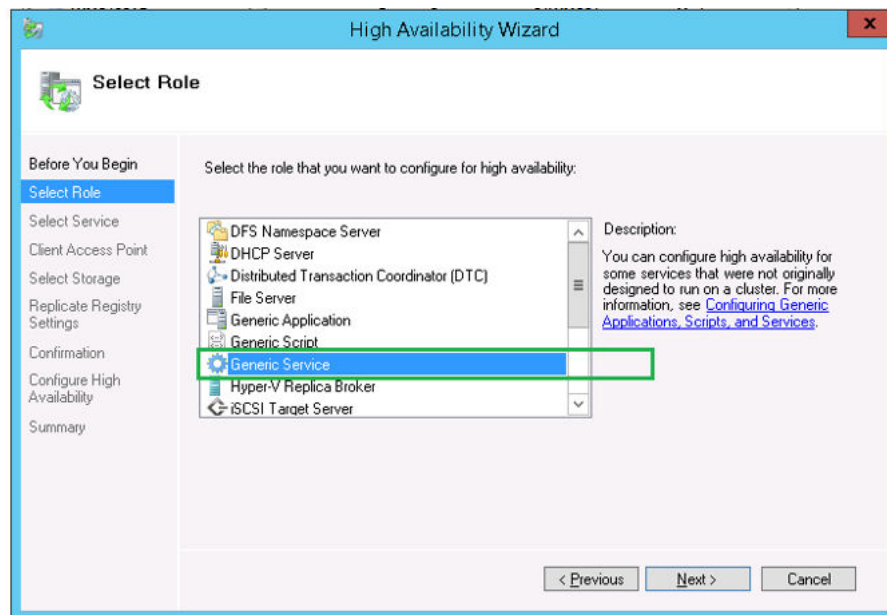 High Availability Wizard
x
Select Role
Before You Begin
Select Role
Select Service
Client Access Point
Select Storage
Replicate Registry
Settings
Confirmation
Configure High
Availability
Summary
Select the role that you want to configure for high availability:
DFS Namespace Server
DHCP Server
Distributed Transaction Coordinator (DTC)
File Server
Generic Application
Generic Script
Generic Service
Hyper-V Replica Broker
iSCSI Target Server
Description:
You can configure high availability for
some services that were not originally
designed to run on a cluster. For more
information, see Configuring Generic
Applications, Scripts, and Services.
< Previous
Next >
Cancel